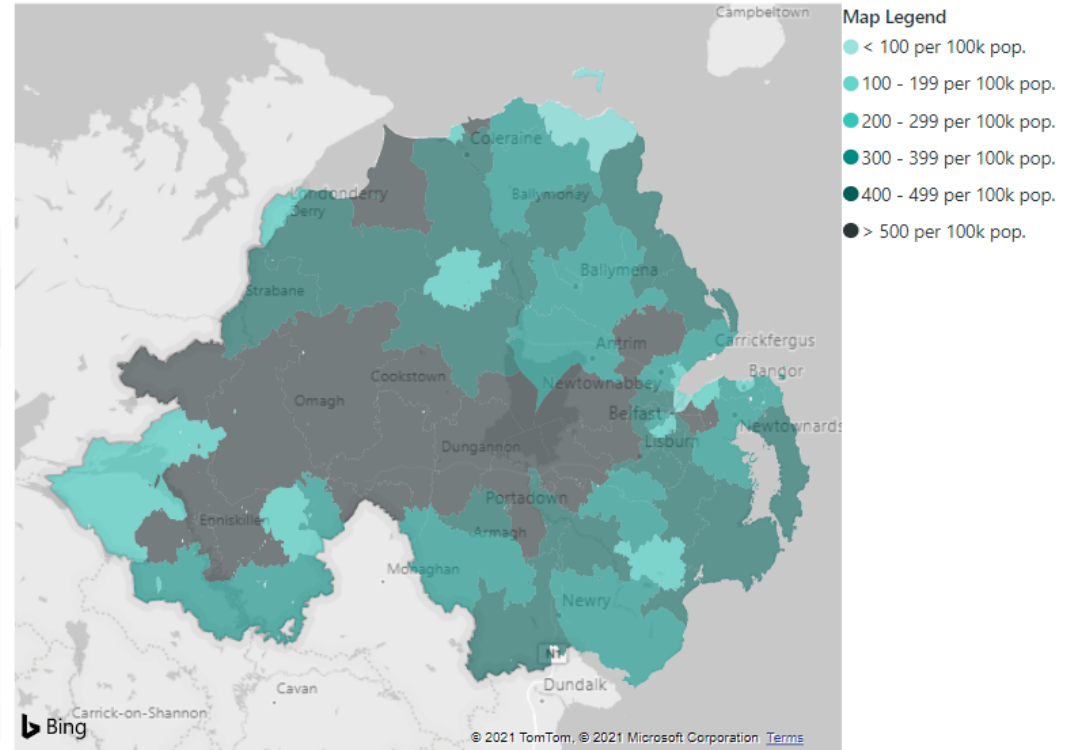 Campbeltown
Map Legend
< 100 per 100k pop.
100 - 199 per 100k pop.
200 - 299 per 100k pop.
300 - 399 per 100k pop.
400 - 499 per 100k pop.
> 500 per 100k pop.
Coleraine
Londonderry
Derry
Ballymoney
Ballymena
Strabane
Antrim
Carrickfergus
Cookstown
Newtownabbey
Bangor
Omagh
Belfast
Newtownards
Dungannon
Lisburn
Portadown
Enniskillen
Armagh
Monaghan
Newry
N1
Cavan
Dundalk
Carrick-on-Shannon
Bing
© 2021 TomTom, © 2021 Microsoft Corporation Terms